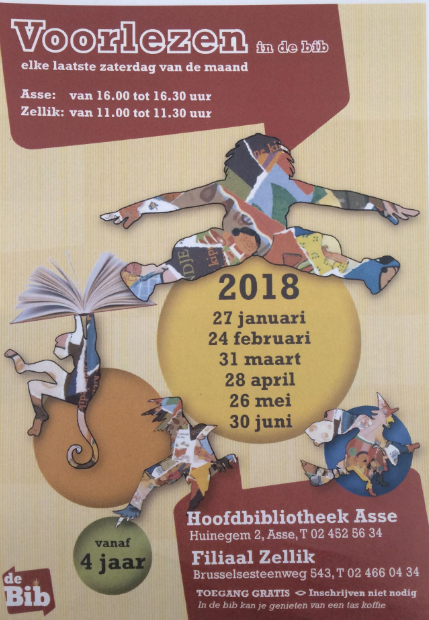 Voorlezen in de bib
elke laatste zaterdag van de maand
Asse: van 16.00 tot 16.30 uur
Zellik: van 11.00 tot 11.30 uur
2018
27 januari
24 februari
31 maart
28 april
26 mei
30 juni
vanaf
4 jaar
Hoofdbibliotheek Asse
Huinegem 2, Asse, T 02 452 56 34
Filiaal Zellik
Brusselsesteenweg 543, T 02 466 04 34
TOEGANG GRATIS <> Inschrijven niet nodig
In de bib kan je genieten van een tas koffie
de
Bib